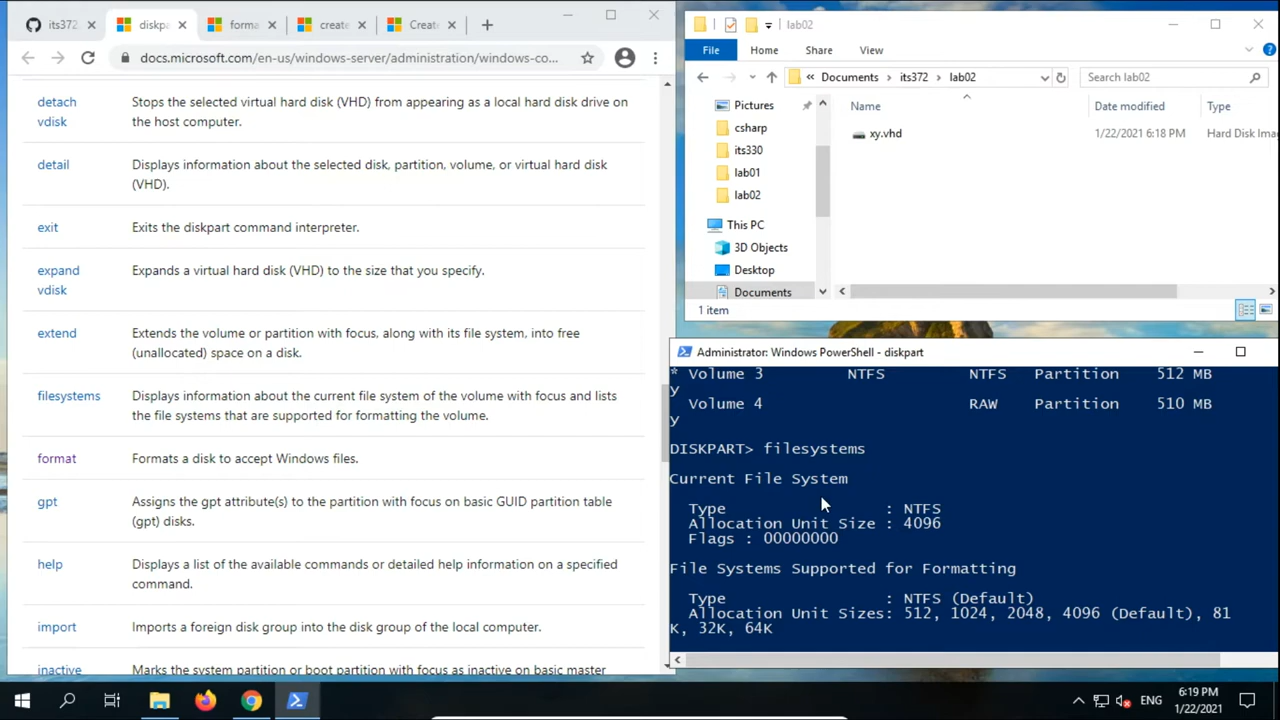 its372
diskpa
forma
create
Create
docs.microsoft.com/en-us/windows-server/administration/windows-co...
detach
vdisk
Stops the selected virtual hard disk (VHD) from appearing as a local hard disk drive on
the host computer.
detail
Displays information about the selected disk, partition, volume, or virtual hard disk
(VHD).
exit
Exits the diskpart command interpreter.
expand
vdisk
Expands a virtual hard disk (VHD) to the size that you specify.
extend
Extends the volume or partition with focus, along with its file system, into free
(unallocated) space on a disk.
filesystems
Displays information about the current file system of the volume with focus and lists
the file systems that are supported for formatting the volume.
format
Formats a disk to accept Windows files.
gpt
Assigns the gpt attribute(s) to the partition with focus on basic GUID partition table
(gpt) disks.
help
Displays a list of the available commands or detailed help information on a specified
command.
import
Imports a foreign disk group into the disk group of the local computer.
inactive
Marks the system partition or boot partition with focus as inactive on basic master
lab02
File Home Share View
« Documents > its372 > lab02
Search lab02
Pictures
csharp
its330
lab01
lab02
This PC
3D Objects
Desktop
Documents
Name Date modified Type
xy.vhd 1/22/2021 6:18 PM Hard Disk Ima
1 item
Administrator: Windows PowerShell - diskpart
* Volume 3 NTFS NTFS Partition 512 MB
y
Volume 4 RAW Partition 510 MB
y
DISKPART> filesystems
Current File System
Type : NTFS
Allocation Unit Size : 4096
Flags : 00000000
File Systems Supported for Formatting
Type : NTFS (Default)
Allocation Unit Sizes: 512, 1024, 2048, 4096 (Default), 81
K, 32K, 64K
ENG
6:19 PM
1/22/2021